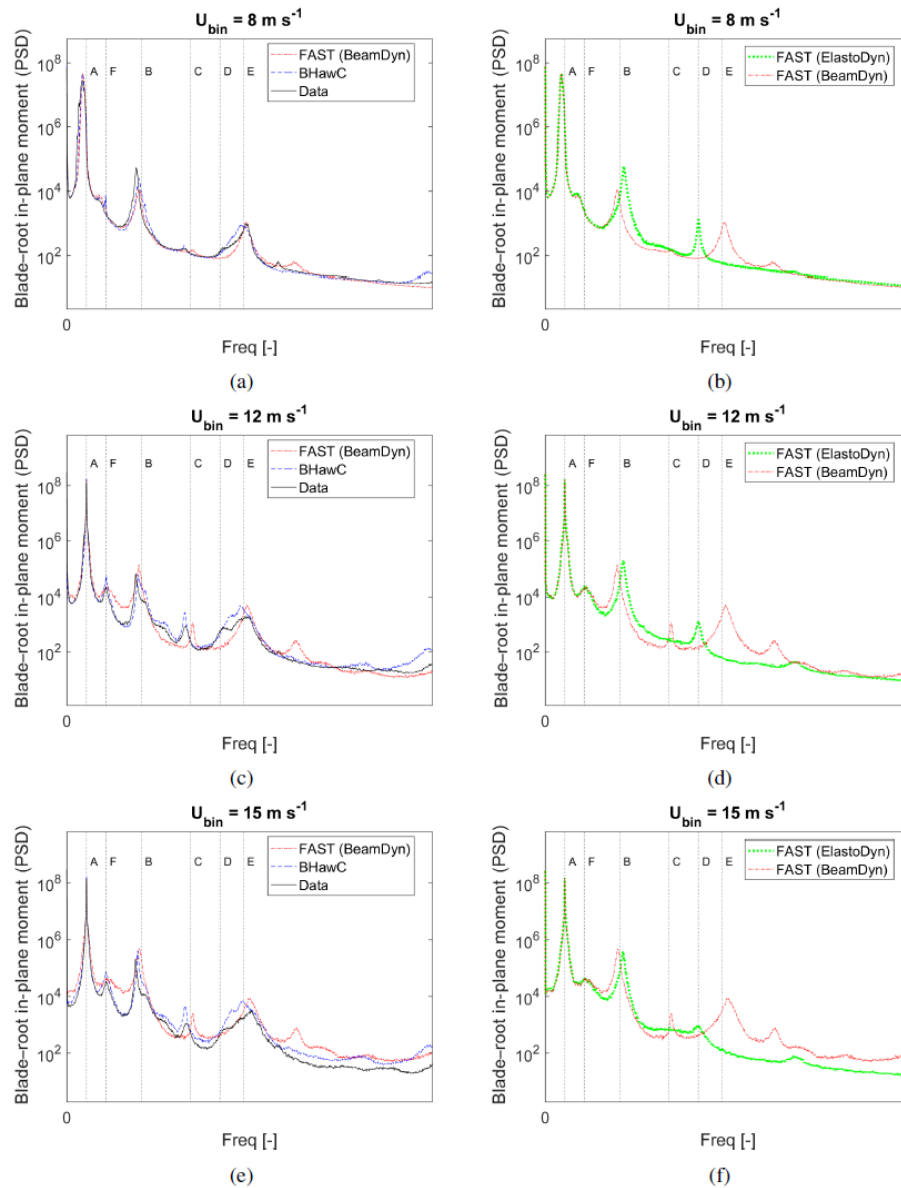 U_bin = 8 m s^-1
Blade-root in-plane moment (PSD)
10^8
10^6
10^4
10^2
A F B C D E
FAST (BeamDyn)
BHawC
Data
0
Freq [-]
(a)
U_bin = 8 m s^-1
Blade-root in-plane moment (PSD)
10^8
10^6
10^4
10^2
A F B C D E
FAST (ElastoDyn)
FAST (BeamDyn)
0
Freq [-]
(b)
U_bin = 12 m s^-1
Blade-root in-plane moment (PSD)
10^8
10^6
10^4
10^2
A F B C D E
FAST (BeamDyn)
BHawC
Data
0
Freq [-]
(c)
U_bin = 12 m s^-1
Blade-root in-plane moment (PSD)
10^8
10^6
10^4
10^2
A F B C D E
FAST (ElastoDyn)
FAST (BeamDyn)
0
Freq [-]
(d)
U_bin = 15 m s^-1
Blade-root in-plane moment (PSD)
10^8
10^6
10^4
10^2
A F B C D E
FAST (BeamDyn)
BHawC
Data
0
Freq [-]
(e)
U_bin = 15 m s^-1
Blade-root in-plane moment (PSD)
10^8
10^6
10^4
10^2
A F B C D E
FAST (ElastoDyn)
FAST (BeamDyn)
0
Freq [-]
(f)